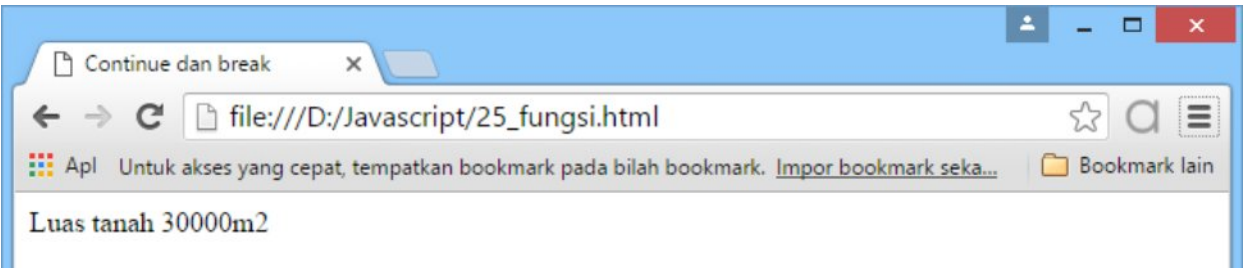 Continue dan break
file:///D:/Javascript/25_fungsi.html
Apl Untuk akses yang cepat, tempatkan bookmark pada bilah bookmark. Impor bookmark seka... Bookmark lain
Luas tanah 30000m2